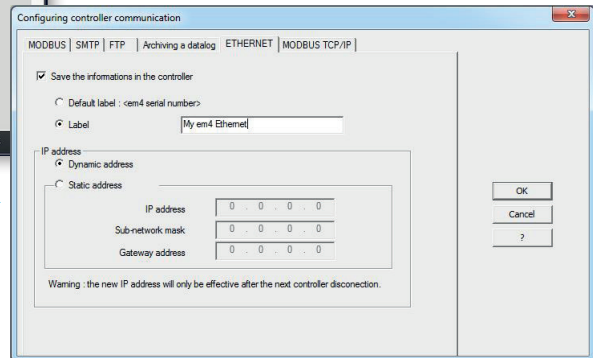 Configuring controller communication
MODBUS SMTP FTP Archiving a datalog ETHERNET MODBUS TCP/IP
Save the informations in the controller
Default label : <em4 serial number>
Label My em4 Ethernet
IP address
Dynamic address
Static address
IP address 0 . 0 . 0 . 0
Sub-network mask 0 . 0 . 0 . 0
Gateway address 0 . 0 . 0 . 0
Warning : the new IP address will only be effective after the next controller disconection.
OK
Cancel
?